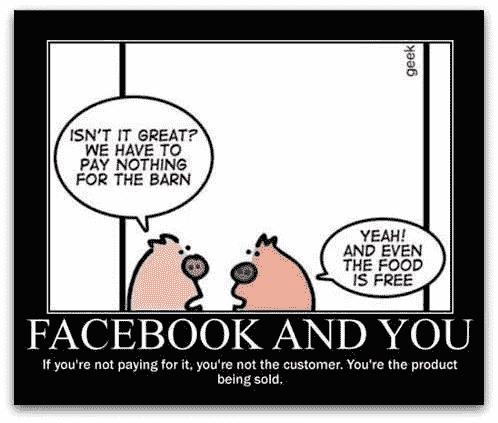 geek
ISN'T IT GREAT?
WE HAVE TO
PAY NOTHING
FOR THE BARN
YEAH!
AND EVEN
THE FOOD
IS FREE
FACEBOOK AND YOU
If you're not paying for it, you're not the customer. You're the product
being sold.